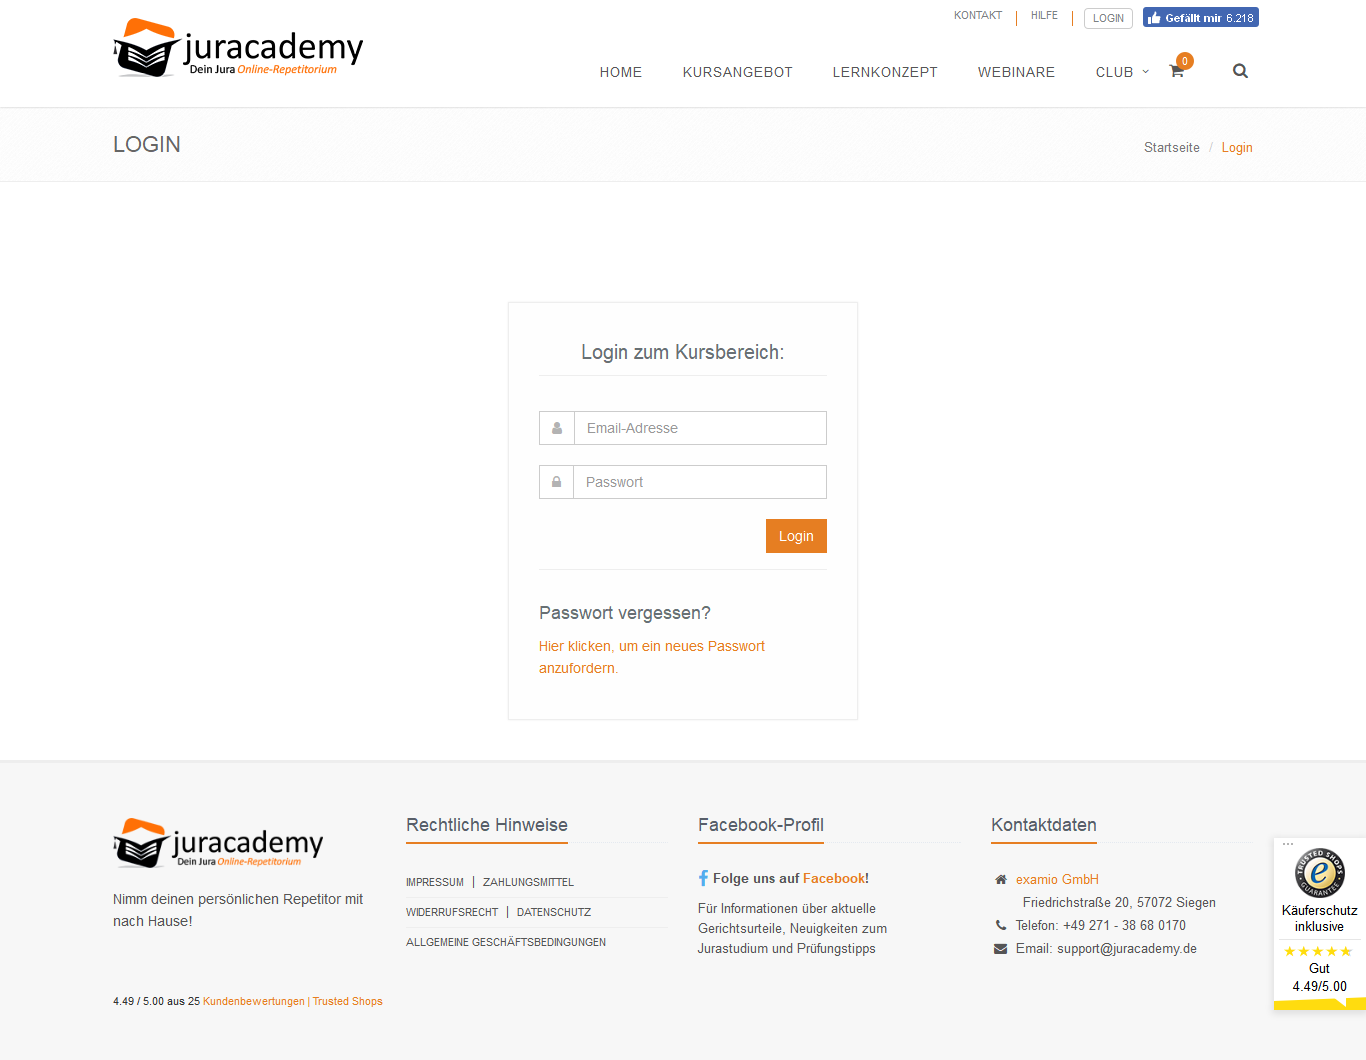 juracademy
Dein Jura Online-Repetitorium
KONTAKT
HILFE
LOGIN
Gefällt mir 6.218
HOME
KURSANGEBOT
LERNKONZEPT
WEBINARE
CLUB
0
LOGIN
Startseite / Login
Login zum Kursbereich:
Email-Adresse
Passwort
Login
Passwort vergessen?
Hier klicken, um ein neues Passwort
anzufordern.
juracademy
Dein Jura Online-Repetitorium
Nimm deinen persönlichen Repetitor mit
nach Hause!
4.49 / 5.00 aus 25 Kundenbewertungen | Trusted Shops
Rechtliche Hinweise
IMPRESSUM | ZAHLUNGSMITTEL
WIDERRUFSRECHT | DATENSCHUTZ
ALLGEMEINE GESCHÄFTSBEDINGUNGEN
Facebook-Profil
Folge uns auf Facebook!
Für Informationen über aktuelle
Gerichtsurteile, Neuigkeiten zum
Jurastudium und Prüfungstipps
Kontaktdaten
examio GmbH
Friedrichstraße 20, 57072 Siegen
Telefon: +49 271 - 38 68 0170
Email: support@juracademy.de
TRUSTED SHOPS
GUARANTEE
Käuferschutz
inklusive
Gut
4.49/5.00